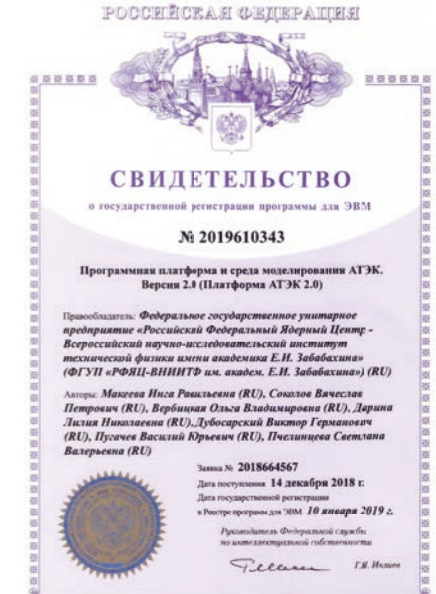 РОССИЙСКАЯ ФЕДЕРАЦИЯ
СВИДЕТЕЛЬСТВО
о государственной регистрации программы для ЭВМ
№ 2019610343
Программная платформа и среда моделирования АТЭК.
Версия 2.0 (Платформа АТЭК 2.0)
Правообладатель: Федеральное государственное унитарное
предприятие «Российский Федеральный Ядерный Центр -
Всероссийский научно-исследовательский институт
технической физики имени академика Е.И. Забабахина»
(ФГУП «РФЯЦ-ВНИИТФ им. академ. Е.И. Забабахина») (RU)
Авторы: Макеева Инга Равильевна (RU), Соколов Вячеслав
Петрович (RU), Вербицкая Ольга Владимировна (RU), Дырина
Лилия Николаевна (RU), Дубосарский Виктор Германович
(RU), Пугачев Василий Юрьевич (RU), Пчелинцева Светлана
Валерьевна (RU)
Заявка № 2018664567
Дата поступления 14 декабря 2018 г.
Дата государственной регистрации
в Реестре программ для ЭВМ 10 января 2019 г.
Руководитель Федеральной службы
по интеллектуальной собственности
Г.П. Ивлиев